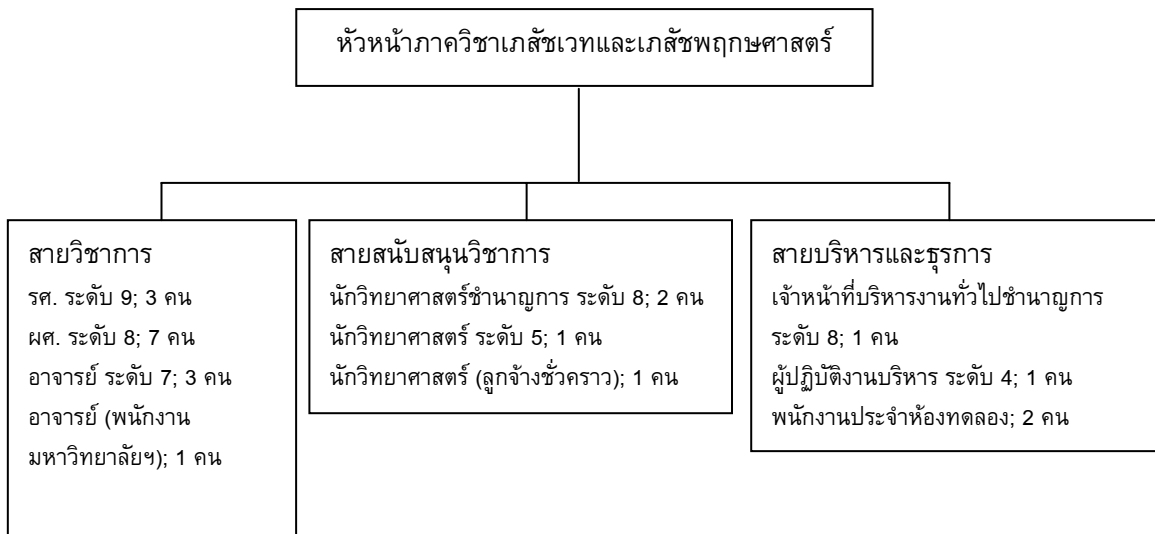 หัวหน้าภาควิชาเภสัชเวทและเภสัชพฤกษศาสตร์
สายวิชาการ
รศ. ระดับ 9; 3 คน
ผศ. ระดับ 8; 7 คน
อาจารย์ ระดับ 7; 3 คน
อาจารย์ (พนักงาน
มหาวิทยาลัยฯ); 1 คน
สายสนับสนุนวิชาการ
นักวิทยาศาสตร์ชำนาญการ ระดับ 8; 2 คน
นักวิทยาศาสตร์ ระดับ 5; 1 คน
นักวิทยาศาสตร์ (ลูกจ้างชั่วคราว); 1 คน
สายบริหารและธุรการ
เจ้าหน้าที่บริหารงานทั่วไปชำนาญการ
ระดับ 8; 1 คน
ผู้ปฏิบัติงานบริหาร ระดับ 4; 1 คน
พนักงานประจำห้องทดลอง; 2 คน